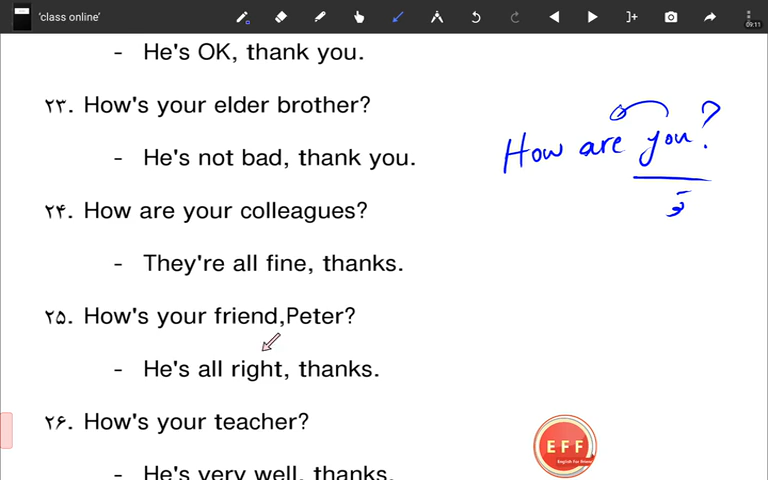 'class online'
09:11
- He's OK, thank you.
۲۳. How's your elder brother?
- He's not bad, thank you.
How are you?
۲۴. How are your colleagues?
- They're all fine, thanks.
۲۵. How's your friend,Peter?
- He's all right, thanks.
۲۶. How's your teacher?
- He's very well, thanks.
EFF